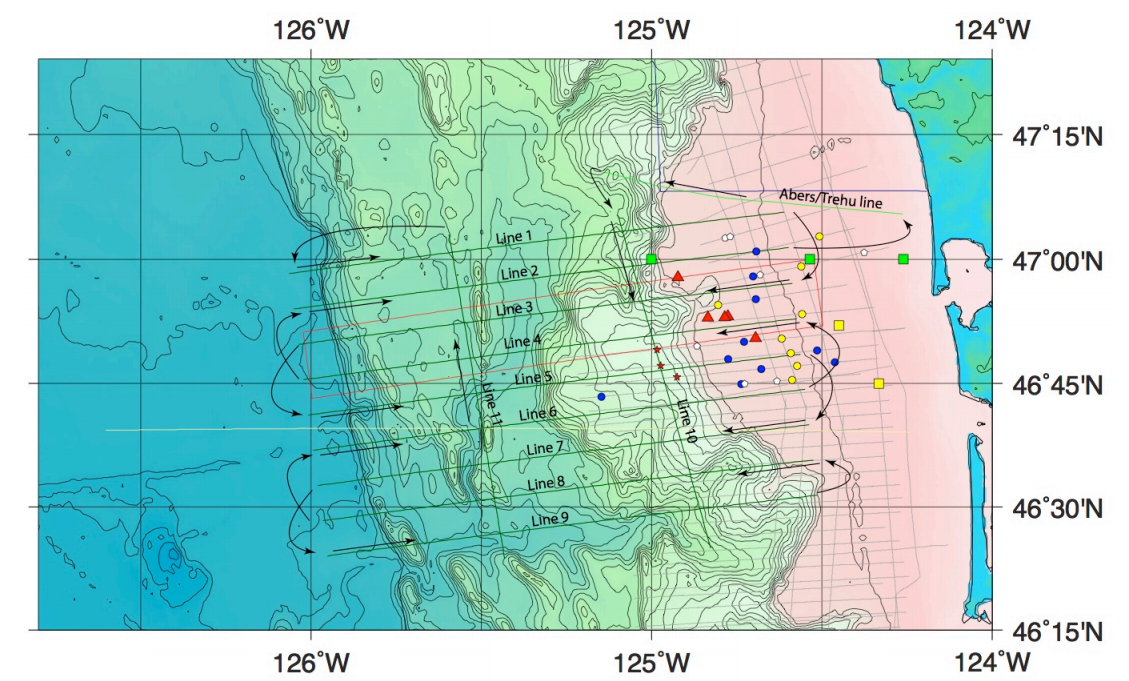 126˚W 125˚W 124˚W
47˚15'N
Abers/Trehu line
Line 1
47˚00'N
Line 2
Line 3
Line 4
Line 5
46˚45'N
Line 11
Line 10
Line 6
Line 7
Line 8
46˚30'N
Line 9
46˚15'N
126˚W 125˚W 124˚W